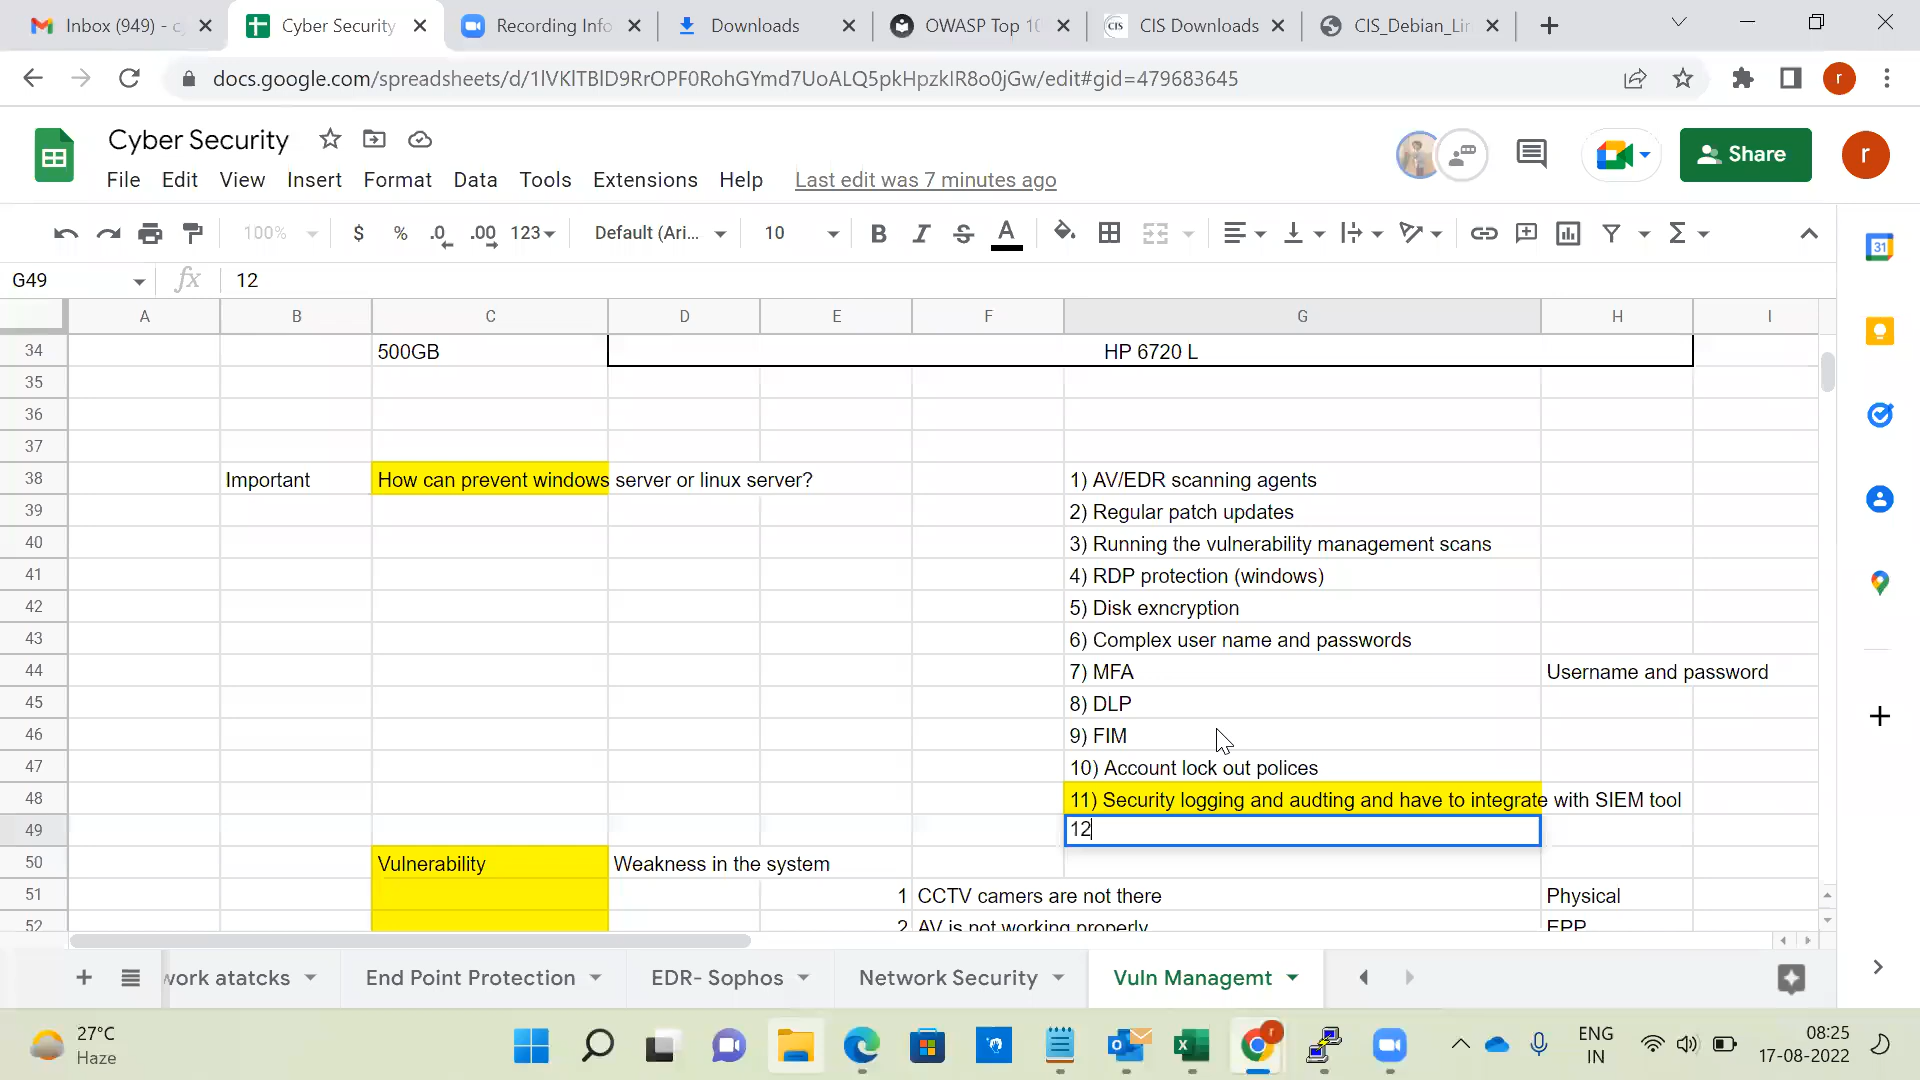 Inbox (949) - c
Cyber Security
Recording Info
Downloads
OWASP Top 10
CIS Downloads
CIS_Debian_Lin
docs.google.com/spreadsheets/d/1lVKlTBlD9RrOPF0RohGYmd7UoALQ5pkHpzkIR8o0jGw/edit#gid=479683645
r
Cyber Security
Share
r
File Edit View Insert Format Data Tools Extensions Help Last edit was 7 minutes ago
100% $ % .0 .00 123 Default (Ari... 10 B I S A
31
G49 fx 12
A B C D E F G H I
34 500GB HP 6720 L
35
36
37
38 Important How can prevent windows server or linux server? 1) AV/EDR scanning agents
39 2) Regular patch updates
40 3) Running the vulnerability management scans
41 4) RDP protection (windows)
42 5) Disk exncryption
43 6) Complex user name and passwords
44 7) MFA Username and password
45 8) DLP
46 9) FIM
47 10) Account lock out polices
48 11) Security logging and audting and have to integrate with SIEM tool
49 12
50 Vulnerability Weakness in the system
51 1 CCTV camers are not there Physical
52 2 AV is not working properly EPP
work atatcks End Point Protection EDR- Sophos Network Security Vuln Managemt
27°C
Haze
r
ENG
IN
08:25
17-08-2022